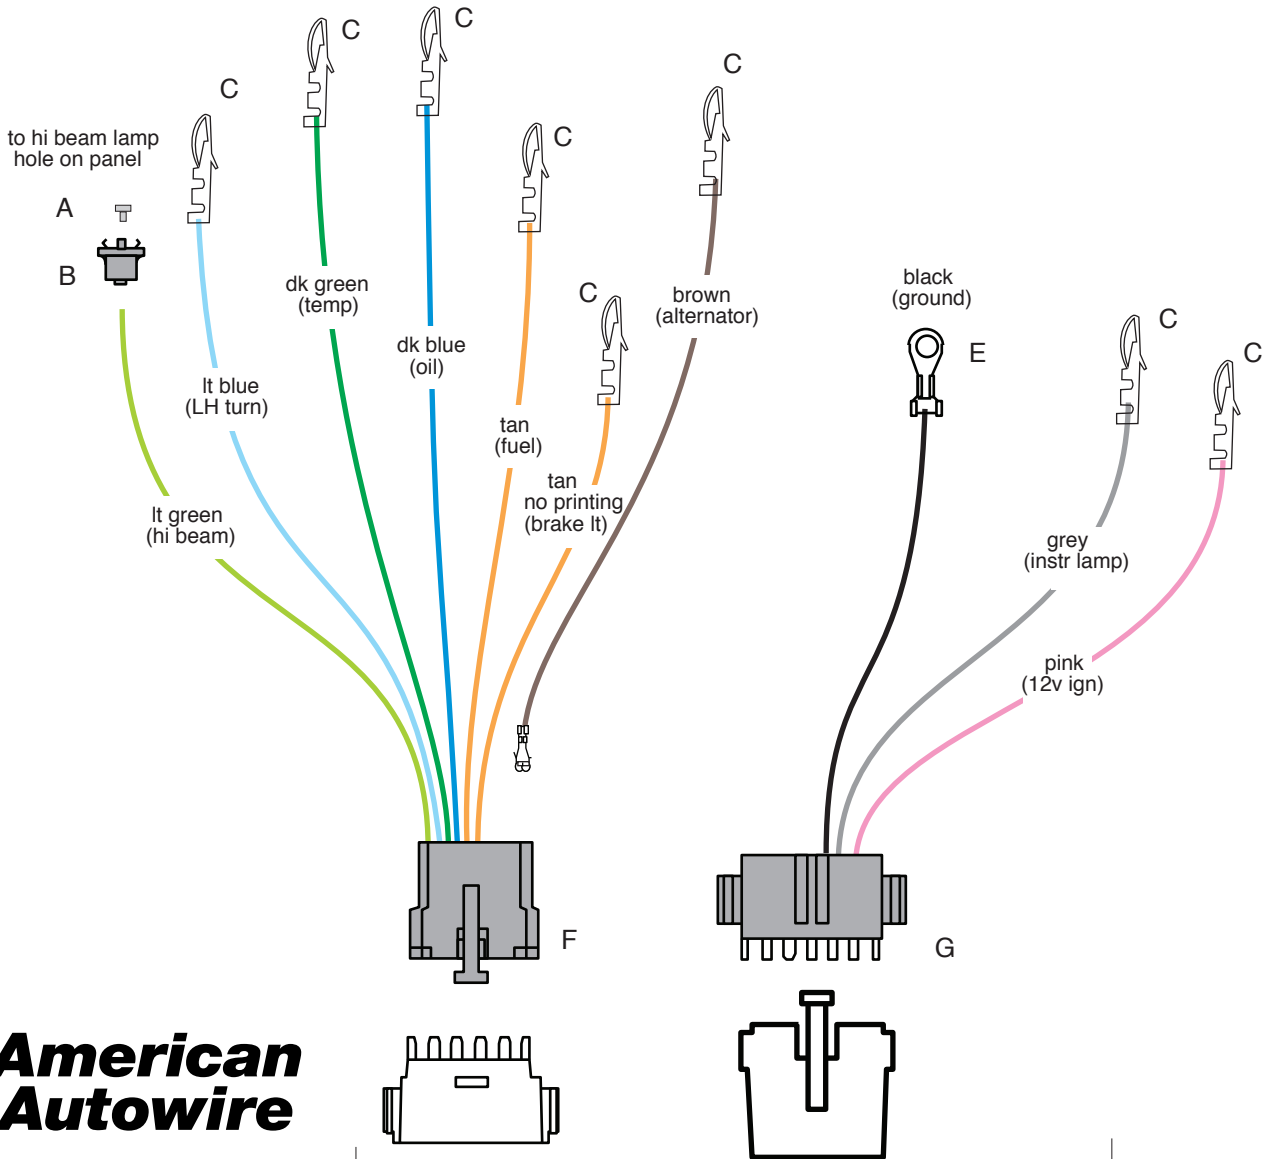 C
C
C
C
to hi beam lamp
hole on panel
C
A
B
dk green
(temp)
C
brown
(alternator)
black
(ground)
E
C
C
dk blue
(oil)
lt blue
(LH turn)
tan
(fuel)
tan
no printing
(brake lt)
lt green
(hi beam)
grey
(instr lamp)
pink
(12v ign)
F
G
American
Autowire